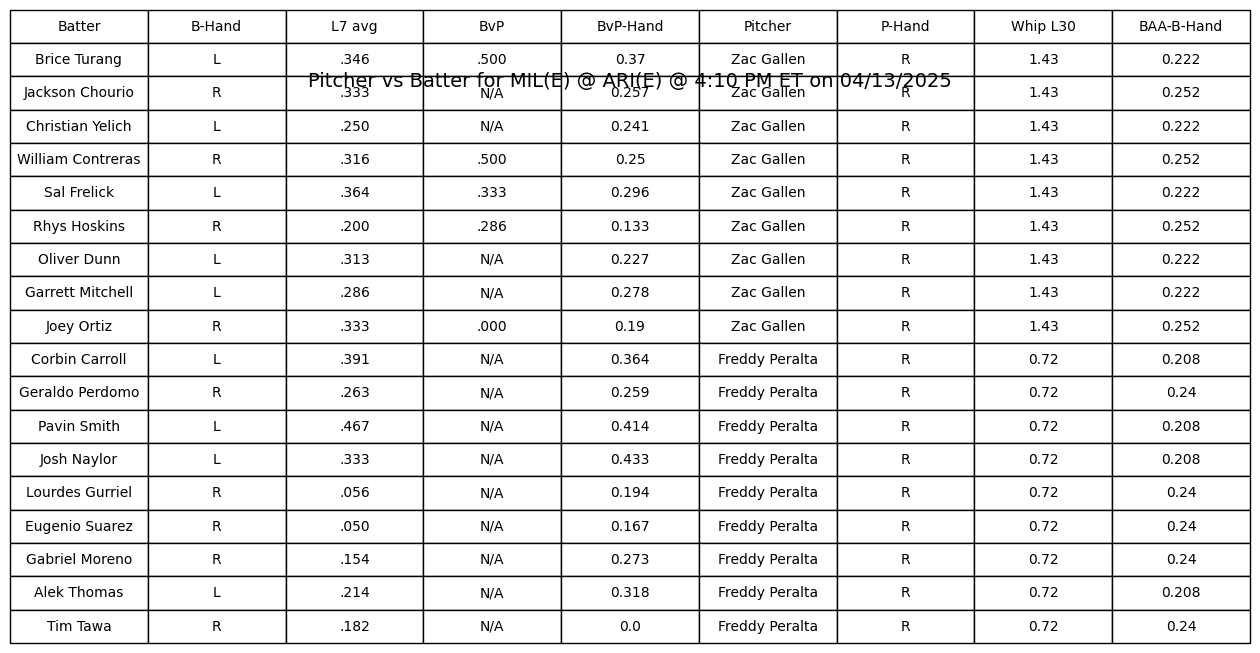 Batter B-Hand L7 avg BvP BvP-Hand Pitcher P-Hand Whip L30 BAA-B-Hand
Brice Turang L .346 .500 0.37 Zac Gallen R 1.43 0.222
Pitcher vs Batter for MIL(E) @ ARI(E) @ 4:10 PM ET on 04/13/2025
Jackson Chourio R .333 N/A 0.257 Zac Gallen R 1.43 0.252
Christian Yelich L .250 N/A 0.241 Zac Gallen R 1.43 0.222
William Contreras R .316 .500 0.25 Zac Gallen R 1.43 0.252
Sal Frelick L .364 .333 0.296 Zac Gallen R 1.43 0.222
Rhys Hoskins R .200 .286 0.133 Zac Gallen R 1.43 0.252
Oliver Dunn L .313 N/A 0.227 Zac Gallen R 1.43 0.222
Garrett Mitchell L .286 N/A 0.278 Zac Gallen R 1.43 0.222
Joey Ortiz R .333 .000 0.19 Zac Gallen R 1.43 0.252
Corbin Carroll L .391 N/A 0.364 Freddy Peralta R 0.72 0.208
Geraldo Perdomo R .263 N/A 0.259 Freddy Peralta R 0.72 0.24
Pavin Smith L .467 N/A 0.414 Freddy Peralta R 0.72 0.208
Josh Naylor L .333 N/A 0.433 Freddy Peralta R 0.72 0.208
Lourdes Gurriel R .056 N/A 0.194 Freddy Peralta R 0.72 0.24
Eugenio Suarez R .050 N/A 0.167 Freddy Peralta R 0.72 0.24
Gabriel Moreno R .154 N/A 0.273 Freddy Peralta R 0.72 0.24
Alek Thomas L .214 N/A 0.318 Freddy Peralta R 0.72 0.208
Tim Tawa R .182 N/A 0.0 Freddy Peralta R 0.72 0.24